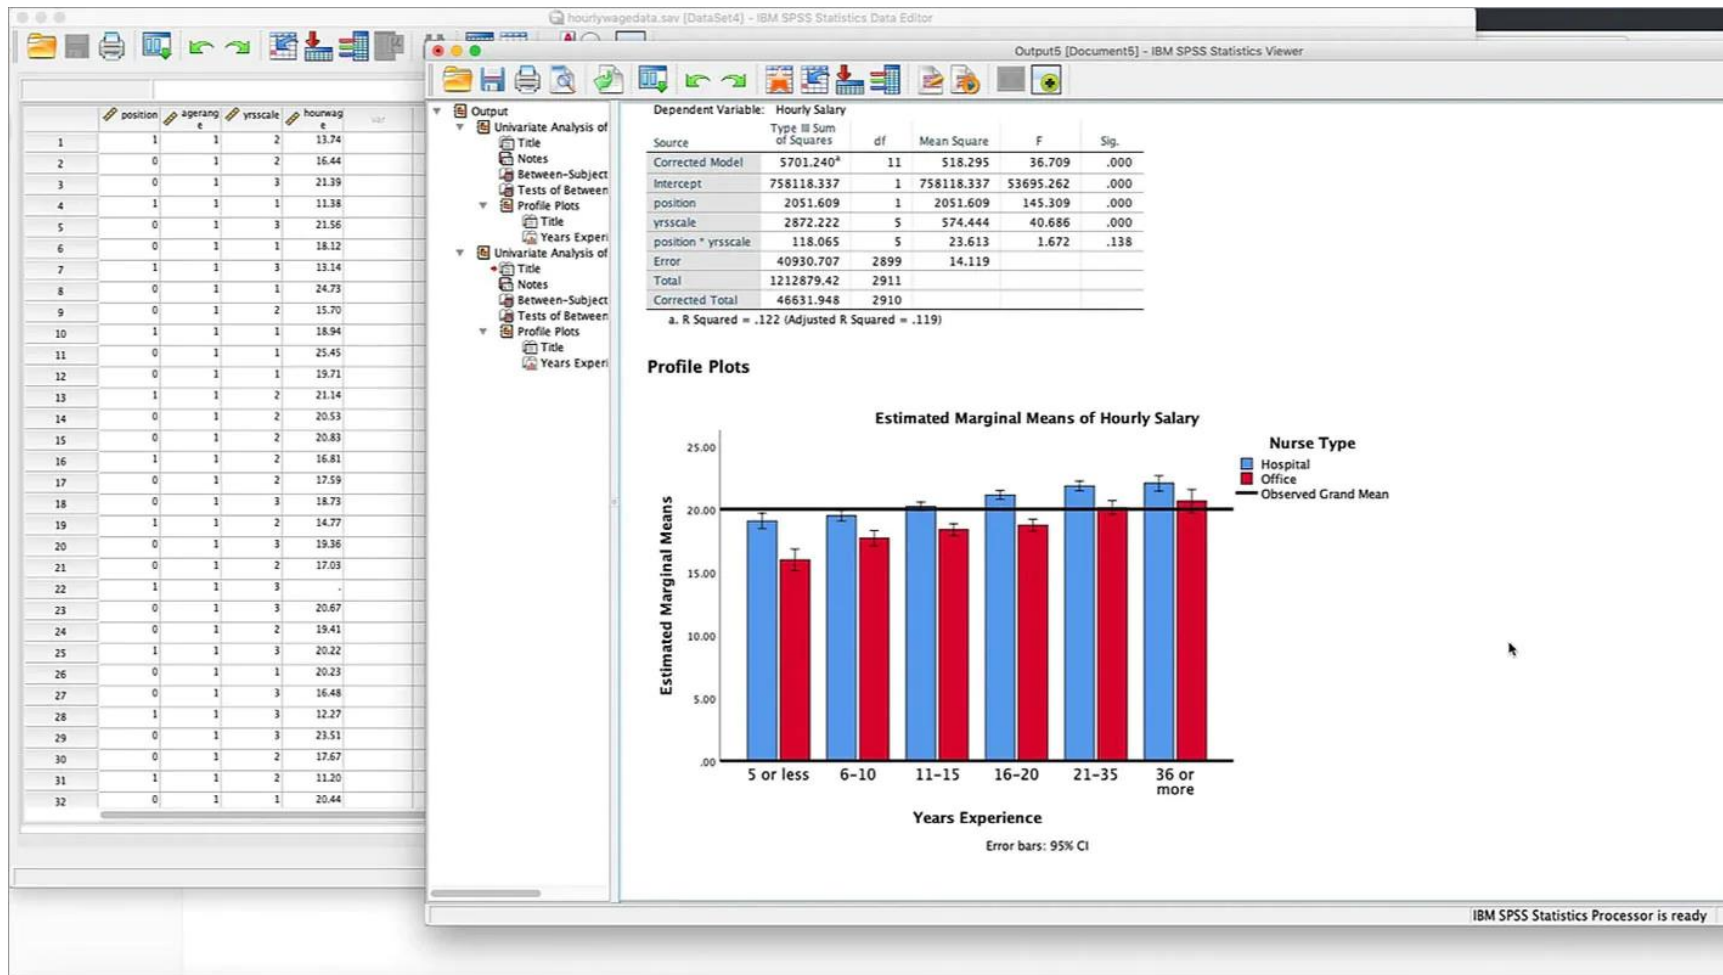 hourlywagedata.sav [DataSet4] - IBM SPSS Statistics Data Editor
position agerange yrsscale hourwage var
1 1 1 2 13.74
2 0 1 2 16.44
3 0 1 3 21.39
4 1 1 1 11.38
5 0 1 3 21.56
6 0 1 1 18.12
7 1 1 3 13.14
8 0 1 1 24.73
9 0 1 2 15.70
10 1 1 1 18.94
11 0 1 1 25.45
12 0 1 1 19.71
13 1 1 2 21.14
14 0 1 2 20.53
15 0 1 2 20.83
16 1 1 2 16.81
17 0 1 2 17.59
18 0 1 3 18.73
19 1 1 2 14.77
20 0 1 3 19.36
21 0 1 2 17.03
22 1 1 3 .
23 0 1 3 20.67
24 0 1 2 19.41
25 1 1 3 20.22
26 0 1 1 20.23
27 0 1 3 16.48
28 1 1 3 12.27
29 0 1 3 23.51
30 0 1 2 17.67
31 1 1 2 11.20
32 0 1 1 20.44
Output5 [Document5] - IBM SPSS Statistics Viewer
Output
Univariate Analysis of
Title
Notes
Between-Subject
Tests of Between
Profile Plots
Title
Years Experi
Univariate Analysis of
Title
Notes
Between-Subject
Tests of Between
Profile Plots
Title
Years Experi
Dependent Variable: Hourly Salary
Source Type III Sum of Squares df Mean Square F Sig.
Corrected Model 5701.240a 11 518.295 36.709 .000
Intercept 758118.337 1 758118.337 53695.262 .000
position 2051.609 1 2051.609 145.309 .000
yrsscale 2872.222 5 574.444 40.686 .000
position * yrsscale 118.065 5 23.613 1.672 .138
Error 40930.707 2899 14.119
Total 1212879.42 2911
Corrected Total 46631.948 2910
a. R Squared = .122 (Adjusted R Squared = .119)
Profile Plots
Estimated Marginal Means of Hourly Salary
Estimated Marginal Means
25.00
20.00
15.00
10.00
5.00
.00
5 or less 6-10 11-15 16-20 21-35 36 or more
Years Experience
Error bars: 95% CI
Nurse Type
Hospital
Office
Observed Grand Mean
IBM SPSS Statistics Processor is ready